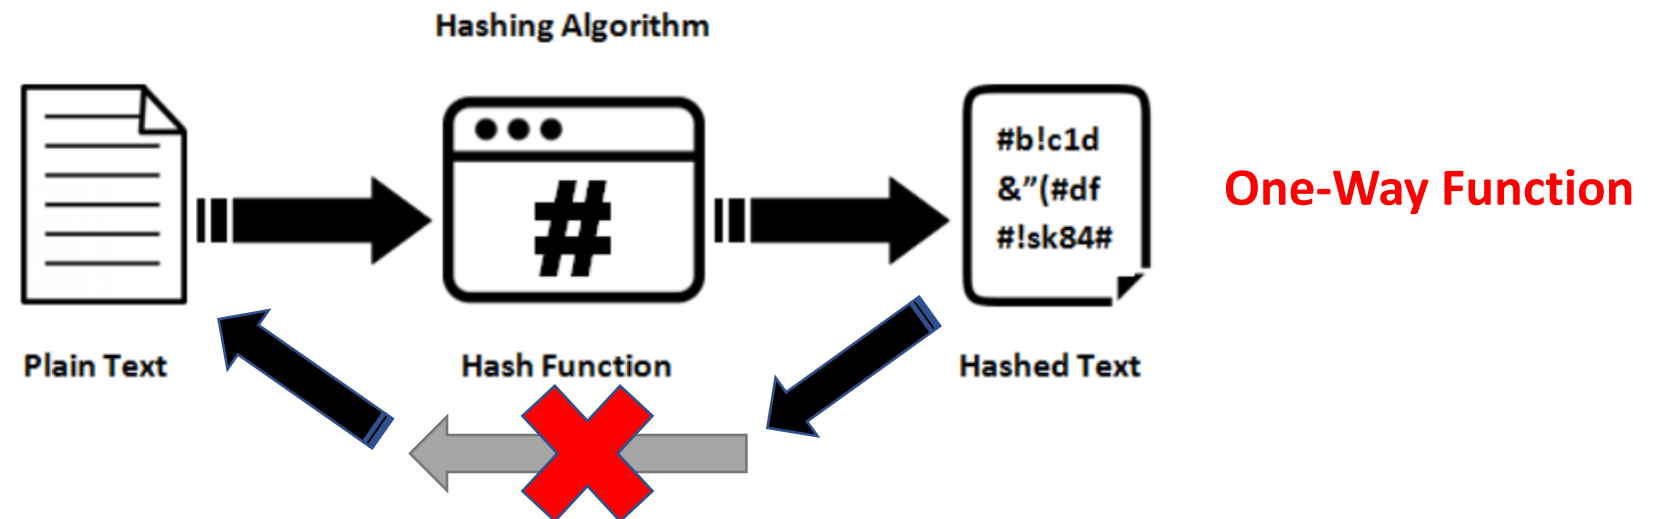 Hashing Algorithm
#
#b!c1d
&”(#df
#!sk84#
One-Way Function
Plain Text
Hash Function
Hashed Text